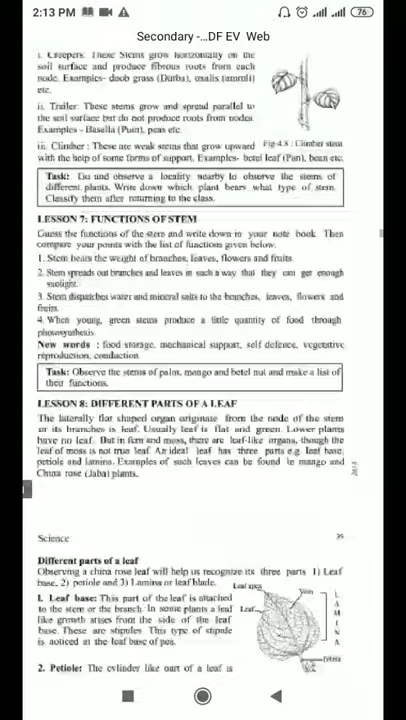 2:13 PM
76
Secondary -...DF EV Web
i. Creepers: These Stems grow horizontally on the
soil surface and produce fibrous roots from each
node. Examples- doob grass (Durba), oxalis (amrul)
etc.
ii. Trailer: These stems grow and spread parallel to
the soil surface but do not produce roots from nodes.
Examples - Basella (Puin), peas etc.
iii. Climber : These are weak stems that grow upward
Fig-4.8 : Climber stem
with the help of some forms of support. Examples- betel leaf (Pan), bean etc.
Task: Go and observe a locality nearby to observe the stems of
different plants. Write down which plant bears what type of stem.
Classify them after returning to the class.
LESSON 7: FUNCTIONS OF STEM
Guess the functions of the stem and write down in your note book. Then
compare your points with the list of functions given below.
1. Stem bears the weight of branches, leaves, flowers and fruits.
2. Stem spreads out branches and leaves in such a way that they can get enough
sunlight.
3. Stem dispatches water and mineral salts to the branches, leaves, flowers and
fruits.
4. When young, green stems produce a little quantity of food through
photosynthesis.
New words : food storage, mechanical support, self defence, vegetative
reproduction, conduction.
Task: Observe the stems of palm, mango and betel nut and make a list of
their functions.
LESSON 8: DIFFERENT PARTS OF A LEAF
The laterally flat shaped organ originate from the node of the stem
or its branches is leaf. Usually leaf is flat and green. Lower plants
have no leaf. But in fern and moss, there are leaf-like organs, though the
leaf of moss is not true leaf. An ideal leaf has three parts e.g. leaf base,
petiole and lamina. Examples of such leaves can be found in mango and
China rose (Jaba) plants.
Science
Different parts of a leaf
Observing a china rose leaf will help us recognize its three parts 1) Leaf
base, 2) petiole and 3) Lamina or leaf blade.
Leaf apex
Vein
LAMINA
1. Leaf base: This part of the leaf is attached
to the stem or the branch. In some plants a leaf
Leaf
like growth arises from the side of the leaf
base. These are stipules. This type of stipule
is noticed at the leaf base of pea.
Petiole
2. Petiole: The cylinder like part of a leaf is